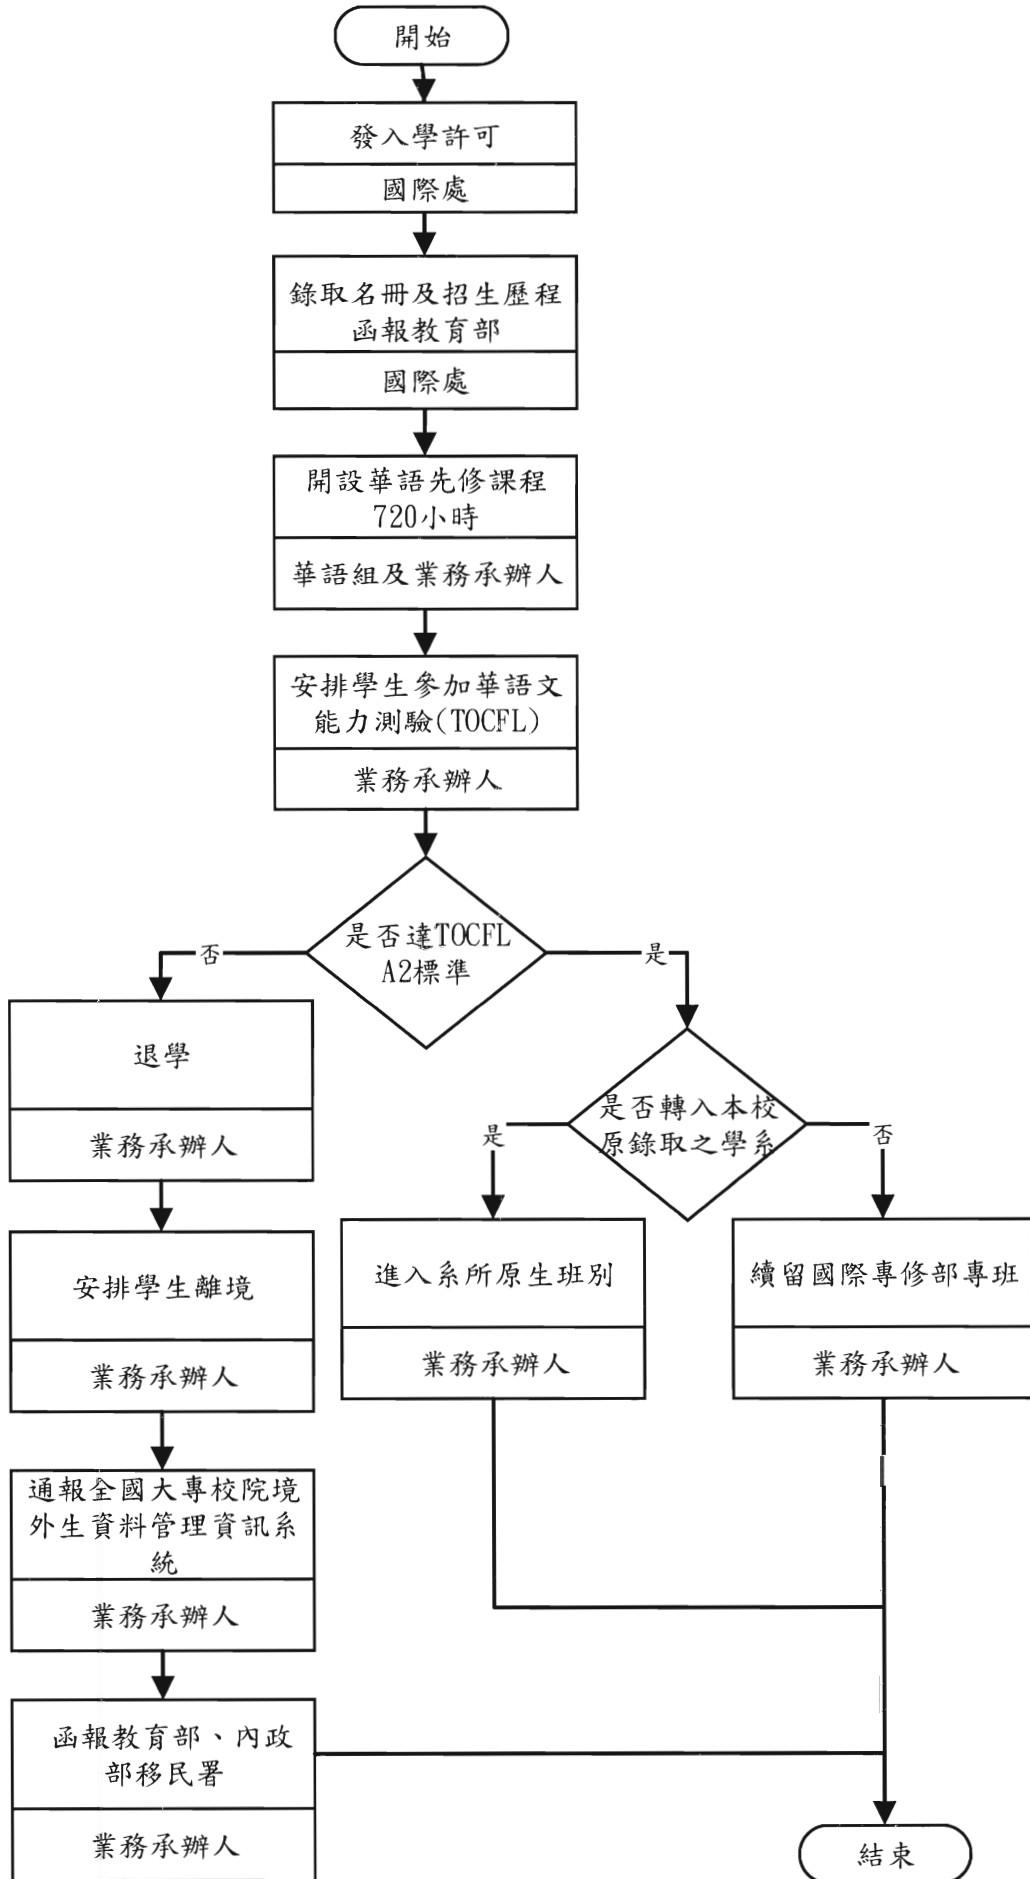 開始
發入學許可
國際處
錄取名冊及招生歷程
函報教育部
國際處
開設華語先修課程
720小時
華語組及業務承辦人
安排學生參加華語文
能力測驗(TOCFL)
業務承辦人
是否達TOCFL
A2標準
否
是
退學
業務承辦人
安排學生離境
業務承辦人
通報全國大專校院境
外生資料管理資訊系
統
業務承辦人
函報教育部、內政
部移民署
業務承辦人
是否轉入本校
原錄取之學系
是
否
進入系所原生班別
業務承辦人
續留國際專修部專班
業務承辦人
結束